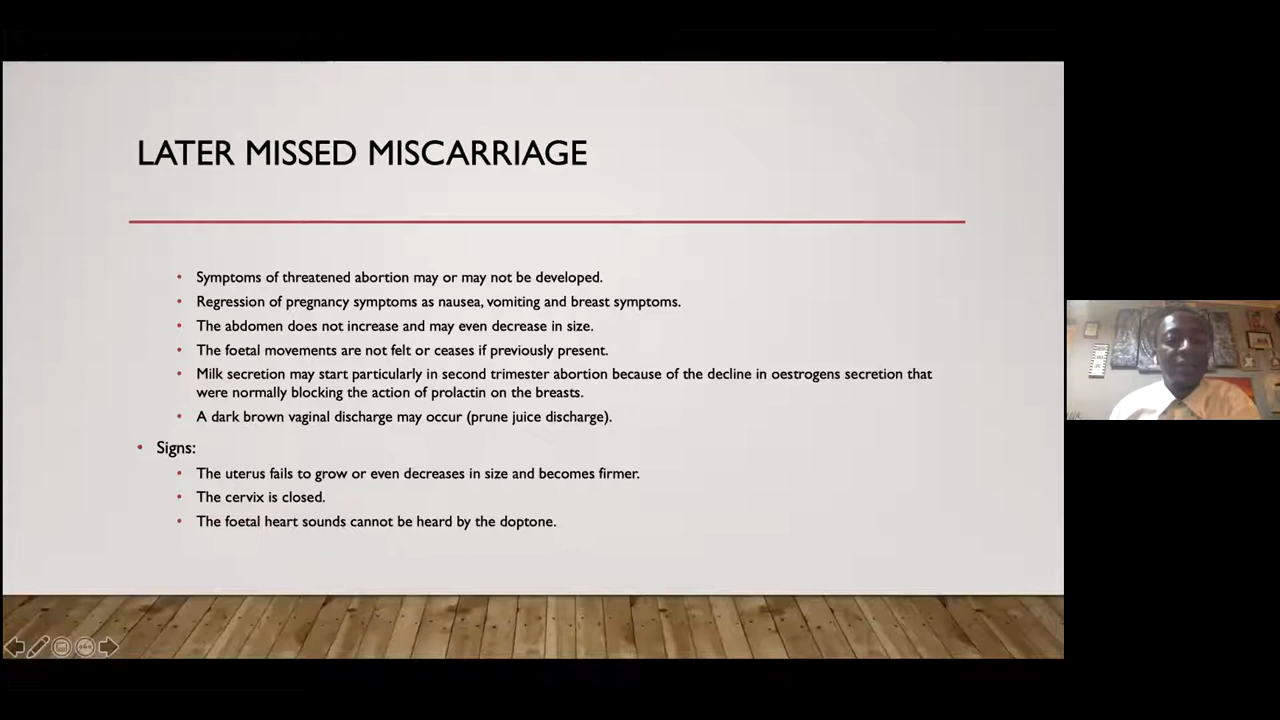 LATER MISSED MISCARRIAGE
• Symptoms of threatened abortion may or may not be developed.
• Regression of pregnancy symptoms as nausea, vomiting and breast symptoms.
• The abdomen does not increase and may even decrease in size.
• The foetal movements are not felt or ceases if previously present.
• Milk secretion may start particularly in second trimester abortion because of the decline in oestrogens secretion that
were normally blocking the action of prolactin on the breasts.
• A dark brown vaginal discharge may occur (prune juice discharge).
• Signs:
• The uterus fails to grow or even decreases in size and becomes firmer.
• The cervix is closed.
• The foetal heart sounds cannot be heard by the doptone.